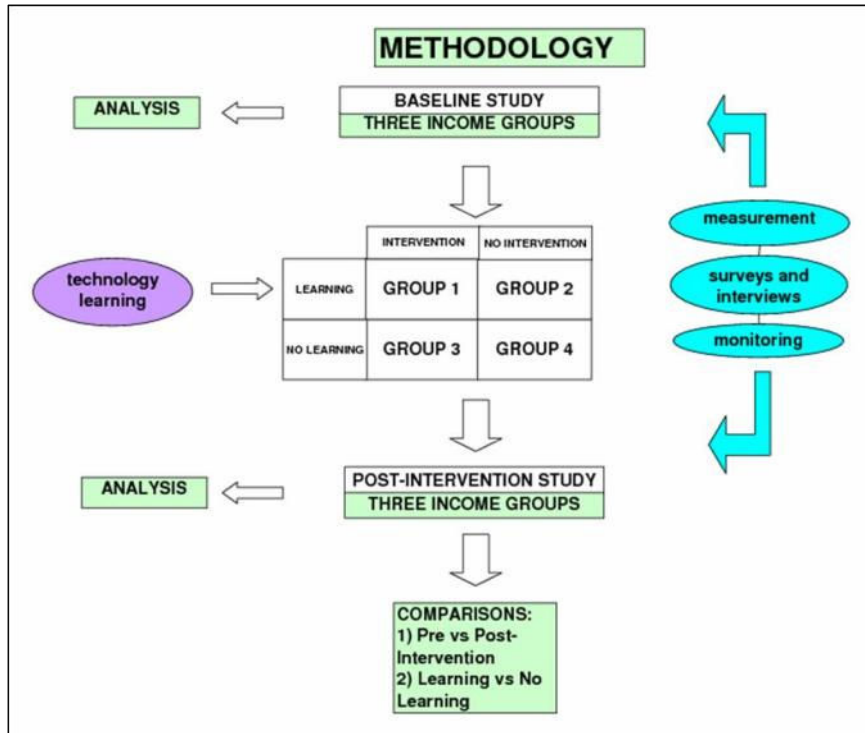 METHODOLOGY
BASELINE STUDY
THREE INCOME GROUPS
ANALYSIS
measurement
surveys and
interviews
monitoring
INTERVENTION
NO INTERVENTION
technology
learning
LEARNING
GROUP 1
GROUP 2
NO LEARNING
GROUP 3
GROUP 4
POST-INTERVENTION STUDY
THREE INCOME GROUPS
ANALYSIS
COMPARISONS:
1) Pre vs Post-
Intervention
2) Learning vs No
Learning